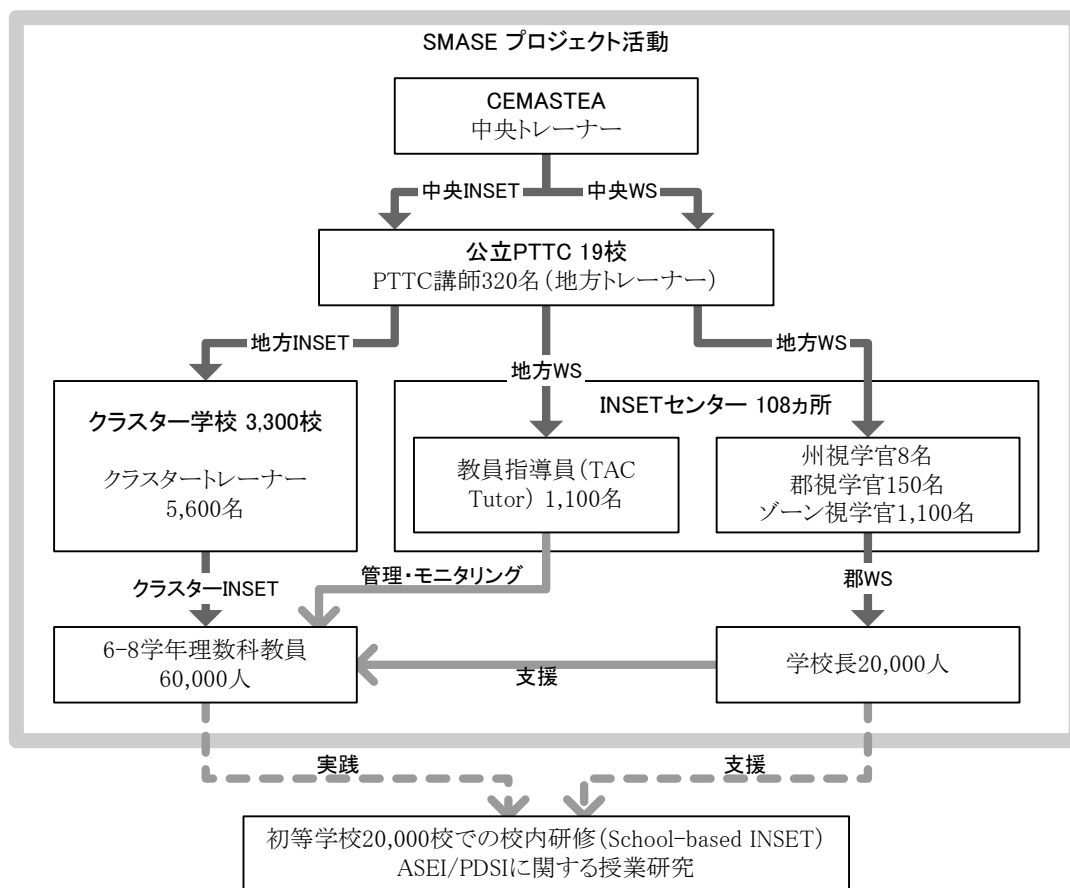 SMASE プロジェクト活動
CEMASTEA
中央トレーナー
中央INSET
中央WS
公立PTTC 19校
PTTC講師320名(地方トレーナー)
地方INSET
地方WS
地方WS
クラスター学校 3,300校
クラスタートレーナー
5,600名
INSETセンター 108ヵ所
教員指導員(TAC
Tutor) 1,100名
州視学官8名
郡視学官150名
ゾーン視学官1,100名
クラスターINSET
管理・モニタリング
郡WS
6-8学年理数科教員
60,000人
支援
学校長20,000人
実践
支援
初等学校20,000校での校内研修(School-based INSET)
ASEI/PDSIに関する授業研究